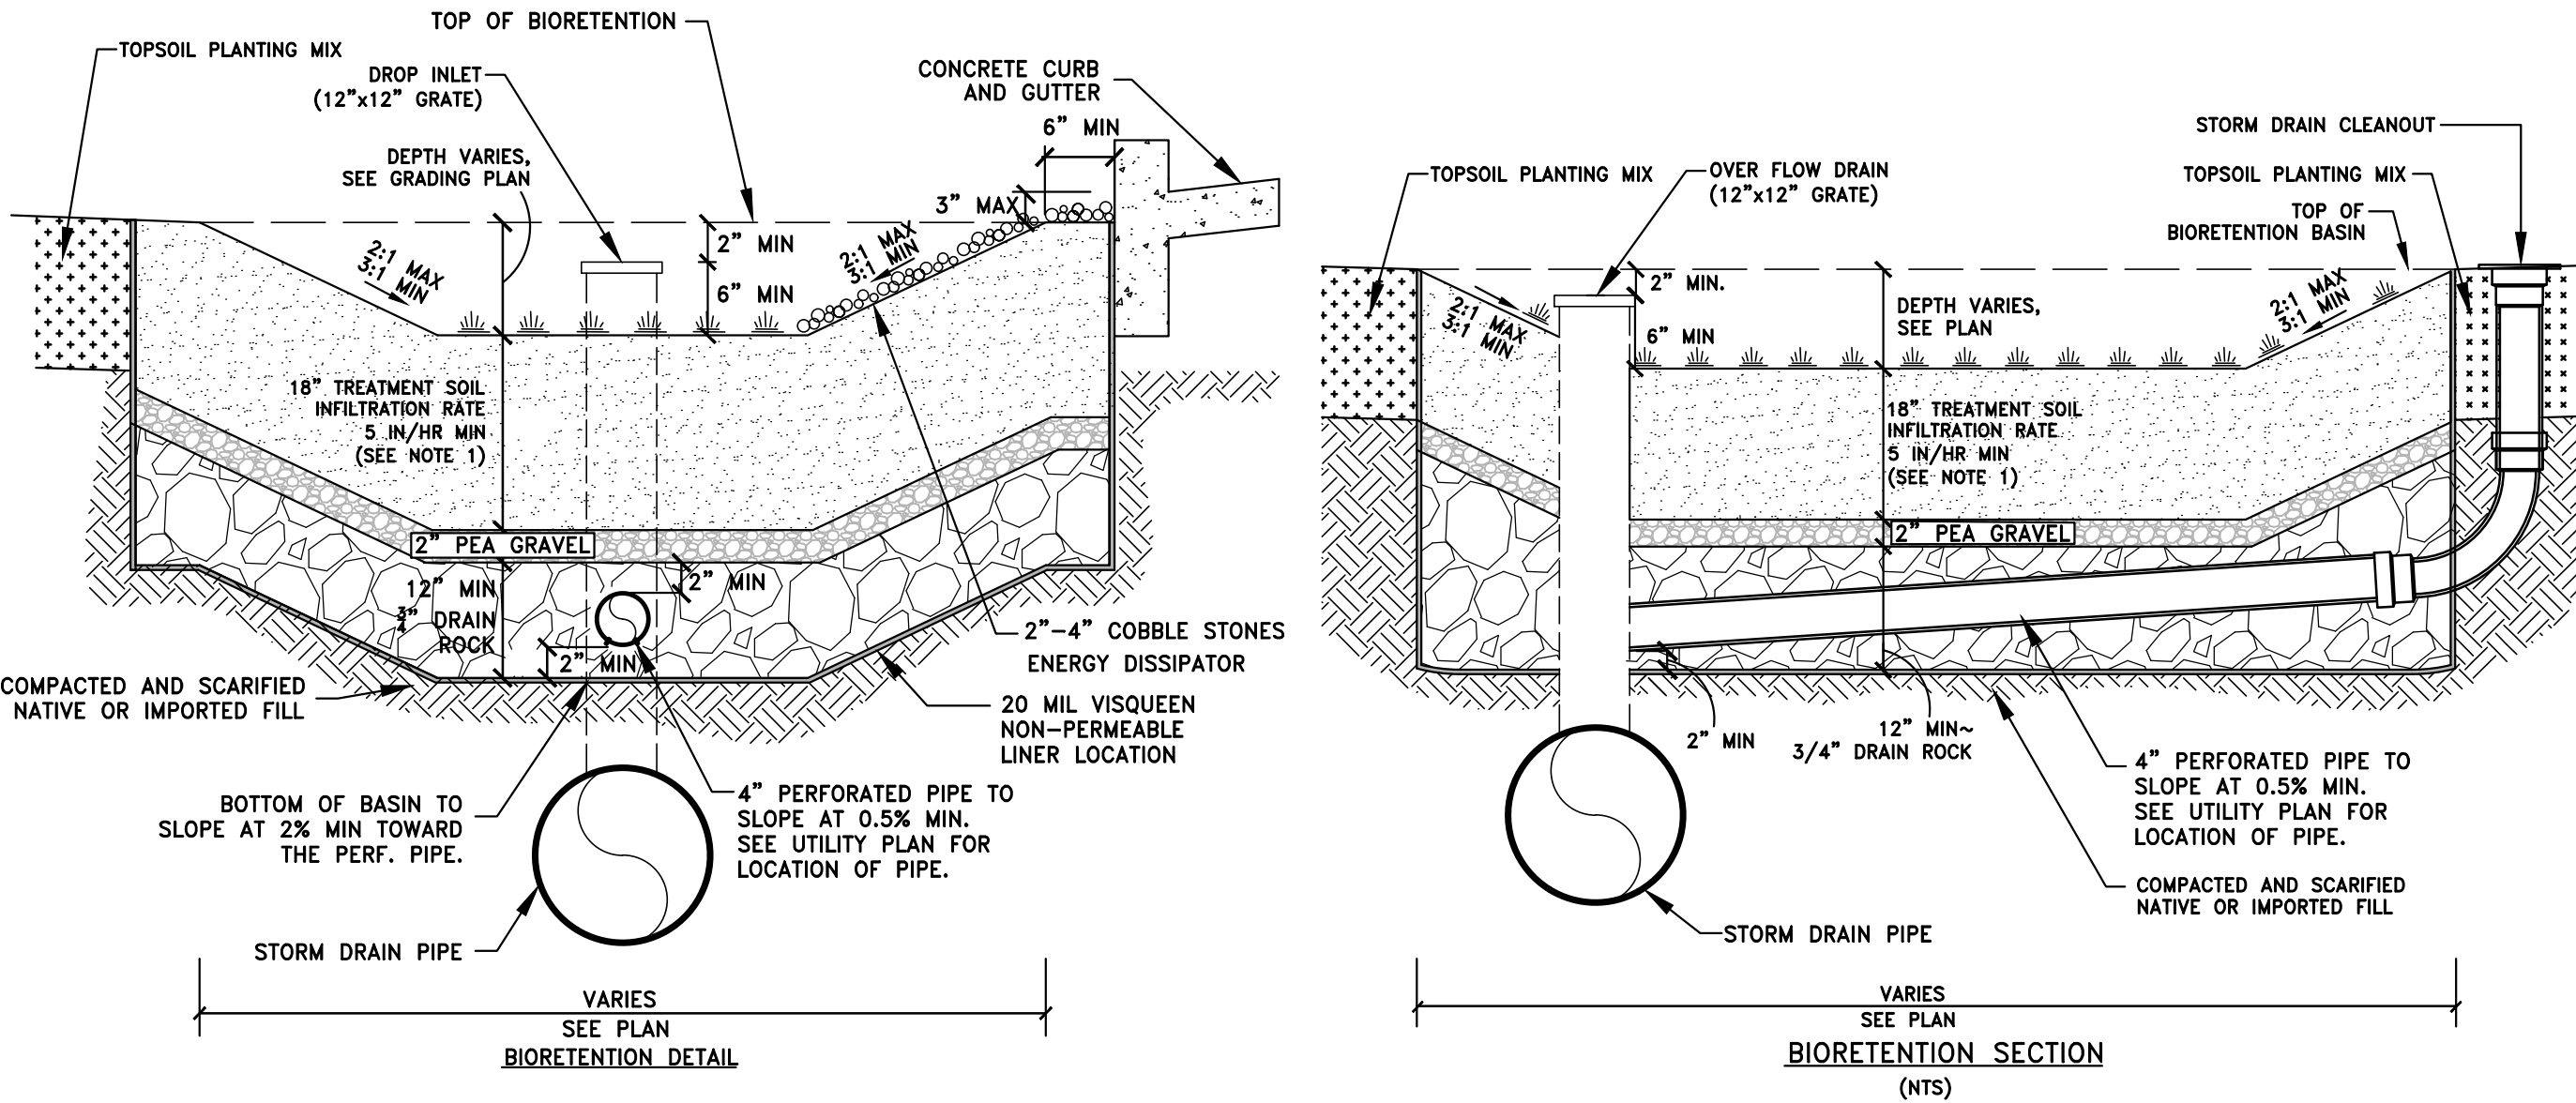 TOP OF BIORETENTION
TOPSOIL PLANTING MIX
DROP INLET
(12"x12" GRATE)
DEPTH VARIES,
SEE GRADING PLAN
CONCRETE CURB
AND GUTTER
6" MIN
3" MAX
2" MIN
6" MIN
2:1 MAX
3:1 MIN
2:1 MAX
3:1 MIN
18" TREATMENT SOIL
INFILTRATION RATE
5 IN/HR MIN
(SEE NOTE 1)
2" PEA GRAVEL
12" MIN
3/4" DRAIN
ROCK
2" MIN
2" MIN
2"-4" COBBLE STONES
ENERGY DISSIPATOR
COMPACTED AND SCARIFIED
NATIVE OR IMPORTED FILL
20 MIL VISQUEEN
NON-PERMEABLE
LINER LOCATION
BOTTOM OF BASIN TO
SLOPE AT 2% MIN TOWARD
THE PERF. PIPE.
4" PERFORATED PIPE TO
SLOPE AT 0.5% MIN.
SEE UTILITY PLAN FOR
LOCATION OF PIPE.
STORM DRAIN PIPE
VARIES
SEE PLAN
BIORETENTION DETAIL
STORM DRAIN CLEANOUT
TOPSOIL PLANTING MIX
OVER FLOW DRAIN
(12"x12" GRATE)
TOPSOIL PLANTING MIX
TOP OF
BIORETENTION BASIN
2" MIN.
6" MIN
DEPTH VARIES,
SEE PLAN
2:1 MAX
3:1 MIN
2:1 MAX
3:1 MIN
18" TREATMENT SOIL
INFILTRATION RATE
5 IN/HR MIN
(SEE NOTE 1)
2" PEA GRAVEL
2" MIN
12" MIN~
3/4" DRAIN ROCK
4" PERFORATED PIPE TO
SLOPE AT 0.5% MIN.
SEE UTILITY PLAN FOR
LOCATION OF PIPE.
COMPACTED AND SCARIFIED
NATIVE OR IMPORTED FILL
STORM DRAIN PIPE
VARIES
SEE PLAN
BIORETENTION SECTION
(NTS)